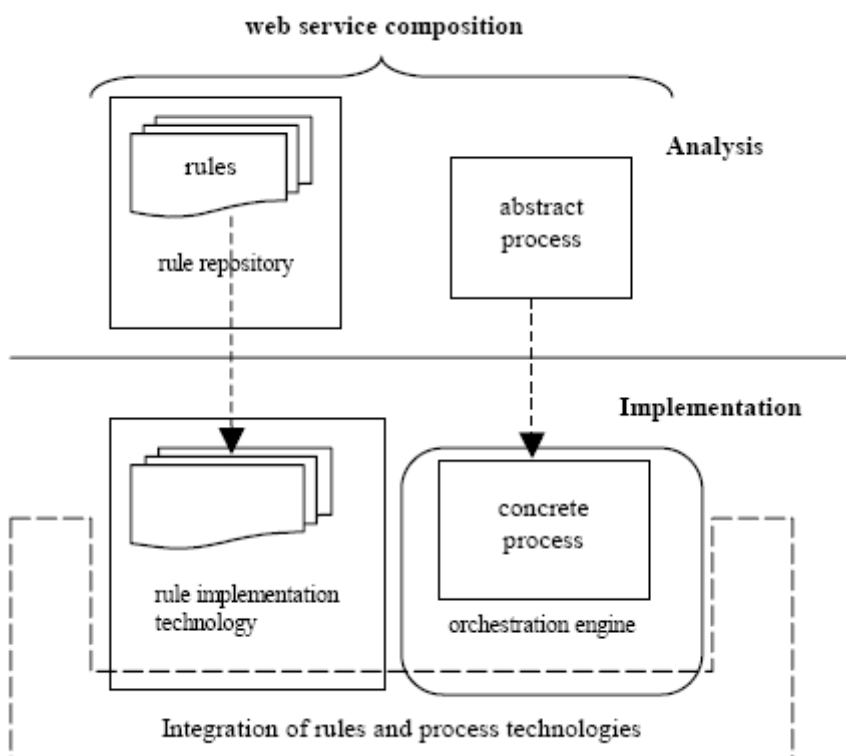 web service composition
rules
rule repository
Analysis
abstract
process
Implementation
rule implementation
technology
concrete
process
orchestration engine
Integration of rules and process technologies